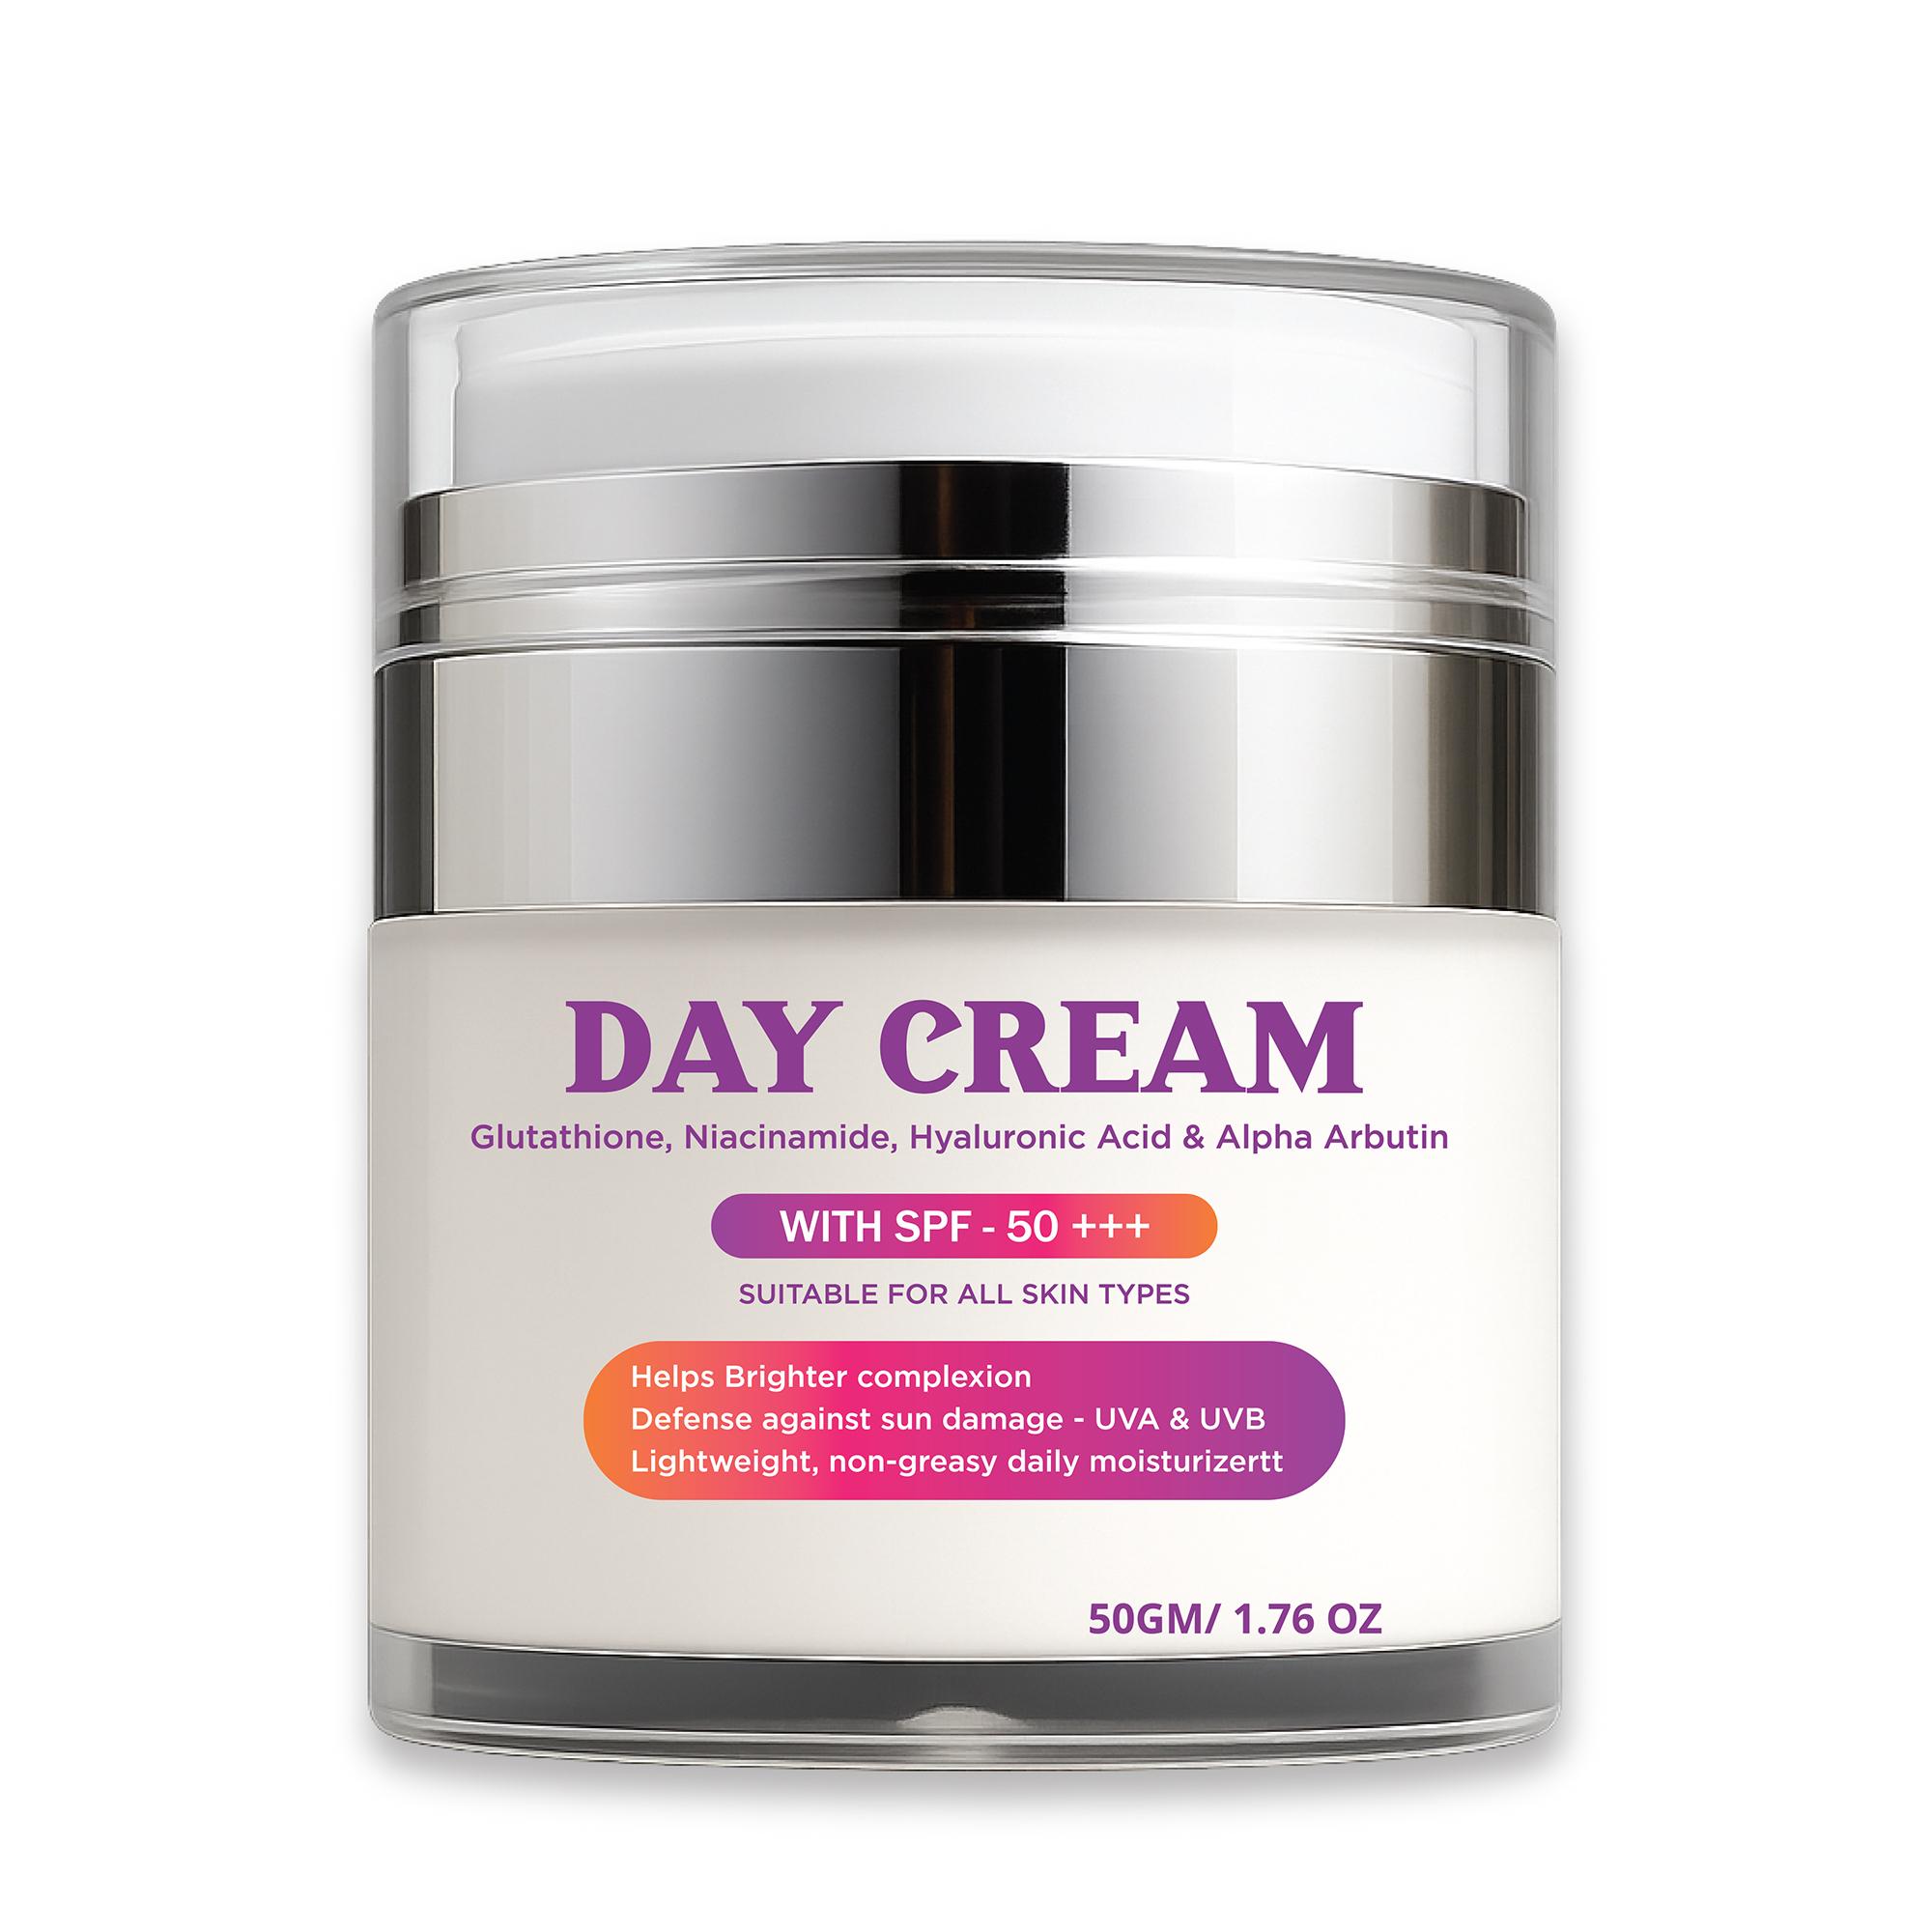 DAY CREAM
Glutathione, Niacinamide, Hyaluronic Acid & Alpha Arbutin
WITH SPF - 50 +++
SUITABLE FOR ALL SKIN TYPES
Helps Brighter complexion
Defense against sun damage - UVA & UVB
Lightweight, non-greasy daily moisturizertt
50GM/ 1.76 OZ